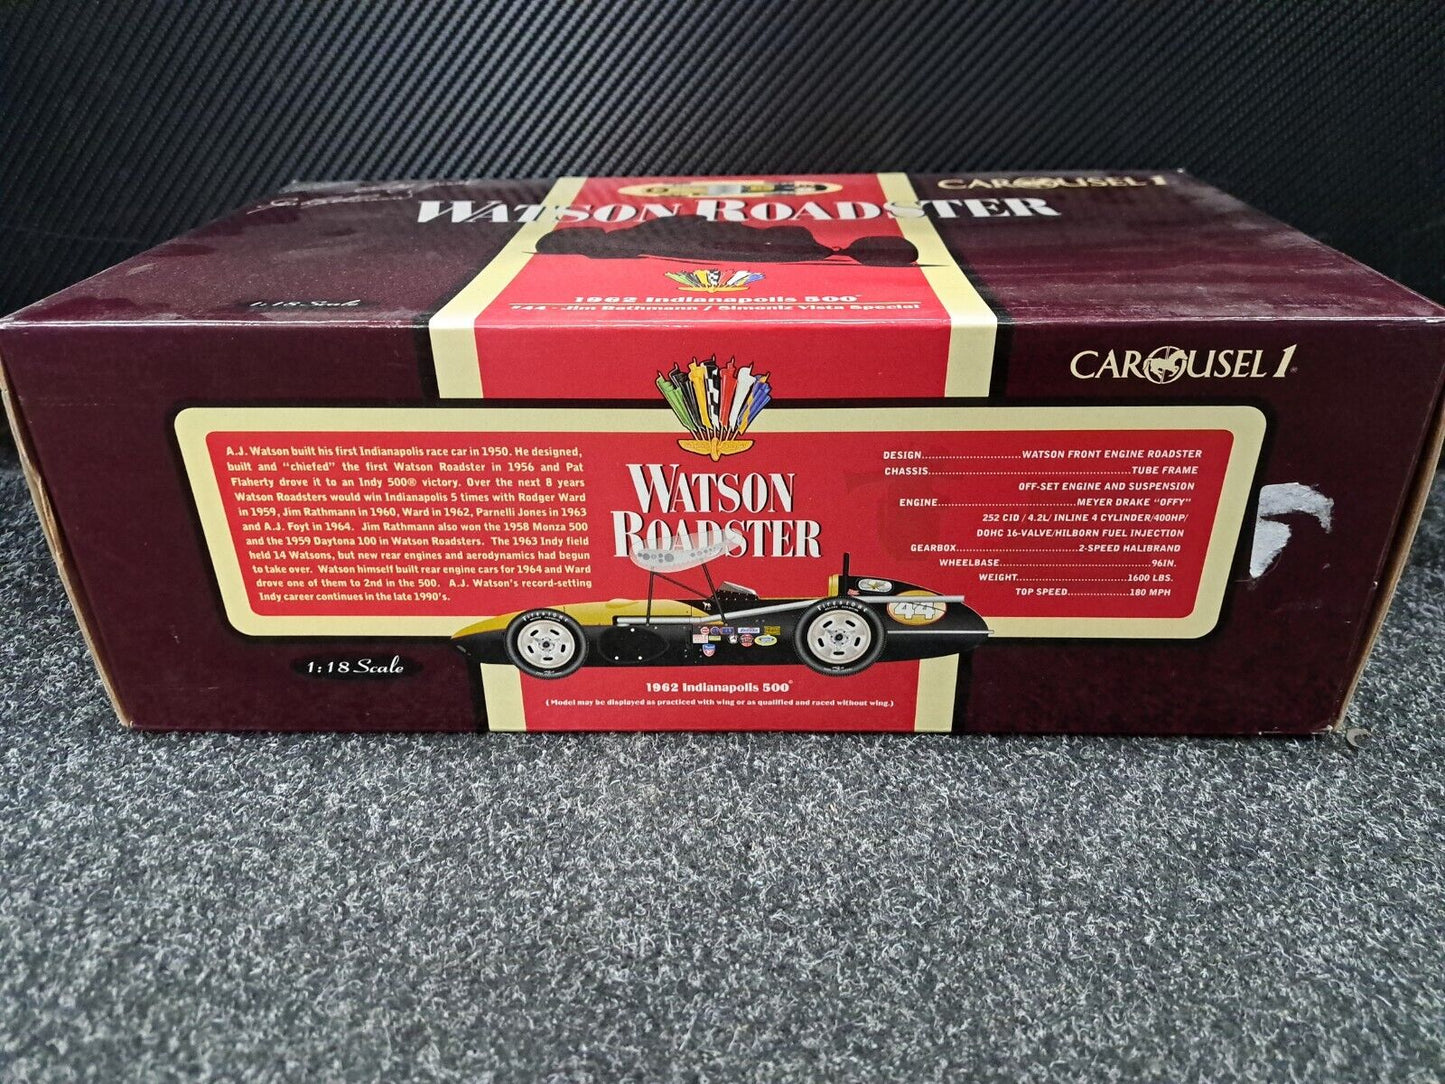 CAROUSEL 1
WATSON ROADSTER
1:18 Scale
1962 Indianapolis 500®
#44 - Jim Rathmann / Simoniz Vista Special
CAROUSEL 1®
A.J. Watson built his first Indianapolis race car in 1950. He designed,
built and "chiefed" the first Watson Roadster in 1956 and Pat
Flaherty drove it to an Indy 500® victory. Over the next 8 years
Watson Roadsters would win Indianapolis 5 times with Rodger Ward
in 1959, Jim Rathmann in 1960, Ward in 1962, Parnelli Jones in 1963
and A.J. Foyt in 1964. Jim Rathmann also won the 1958 Monza 500
and the 1959 Daytona 100 in Watson Roadsters. The 1963 Indy field
held 14 Watsons, but new rear engines and aerodynamics had begun
to take over. Watson himself built rear engine cars for 1964 and Ward
drove one of them to 2nd in the 500. A.J. Watson's record-setting
Indy career continues in the late 1990's.
WATSON
ROADSTER
DESIGN..............................WATSON FRONT ENGINE ROADSTER
CHASSIS.............................................................TUBE FRAME
OFF-SET ENGINE AND SUSPENSION
ENGINE..........................................MEYER DRAKE "OFFY"
252 CID / 4.2L/ INLINE 4 CYLINDER/400HP/
DOHC 16-VALVE/HILBORN FUEL INJECTION
GEARBOX.....................................2-SPEED HALIBRAND
WHEELBASE..............................................96IN.
WEIGHT.................................1600 LBS.
TOP SPEED..................180 MPH
FIRESTONE
44
1:18 Scale
1962 Indianapolis 500®
(Model may be displayed as practiced with wing or as qualified and raced without wing.)